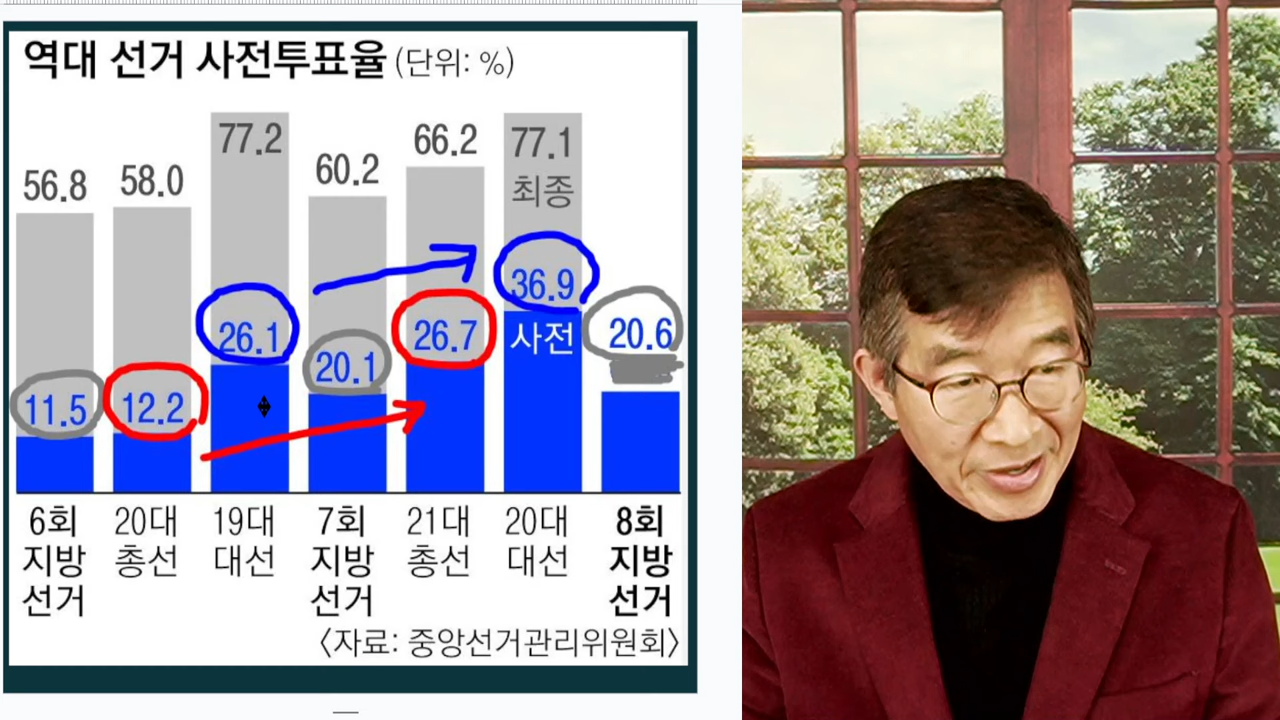 역대 선거 사전투표율 (단위: %)
56.8
58.0
77.2
60.2
66.2
77.1
최종
11.5
12.2
26.1
20.1
26.7
36.9
사전
20.6
6회 지방 선거
20대 총선
19대 대선
7회 지방 선거
21대 총선
20대 대선
8회 지방 선거
〈자료: 중앙선거관리위원회〉